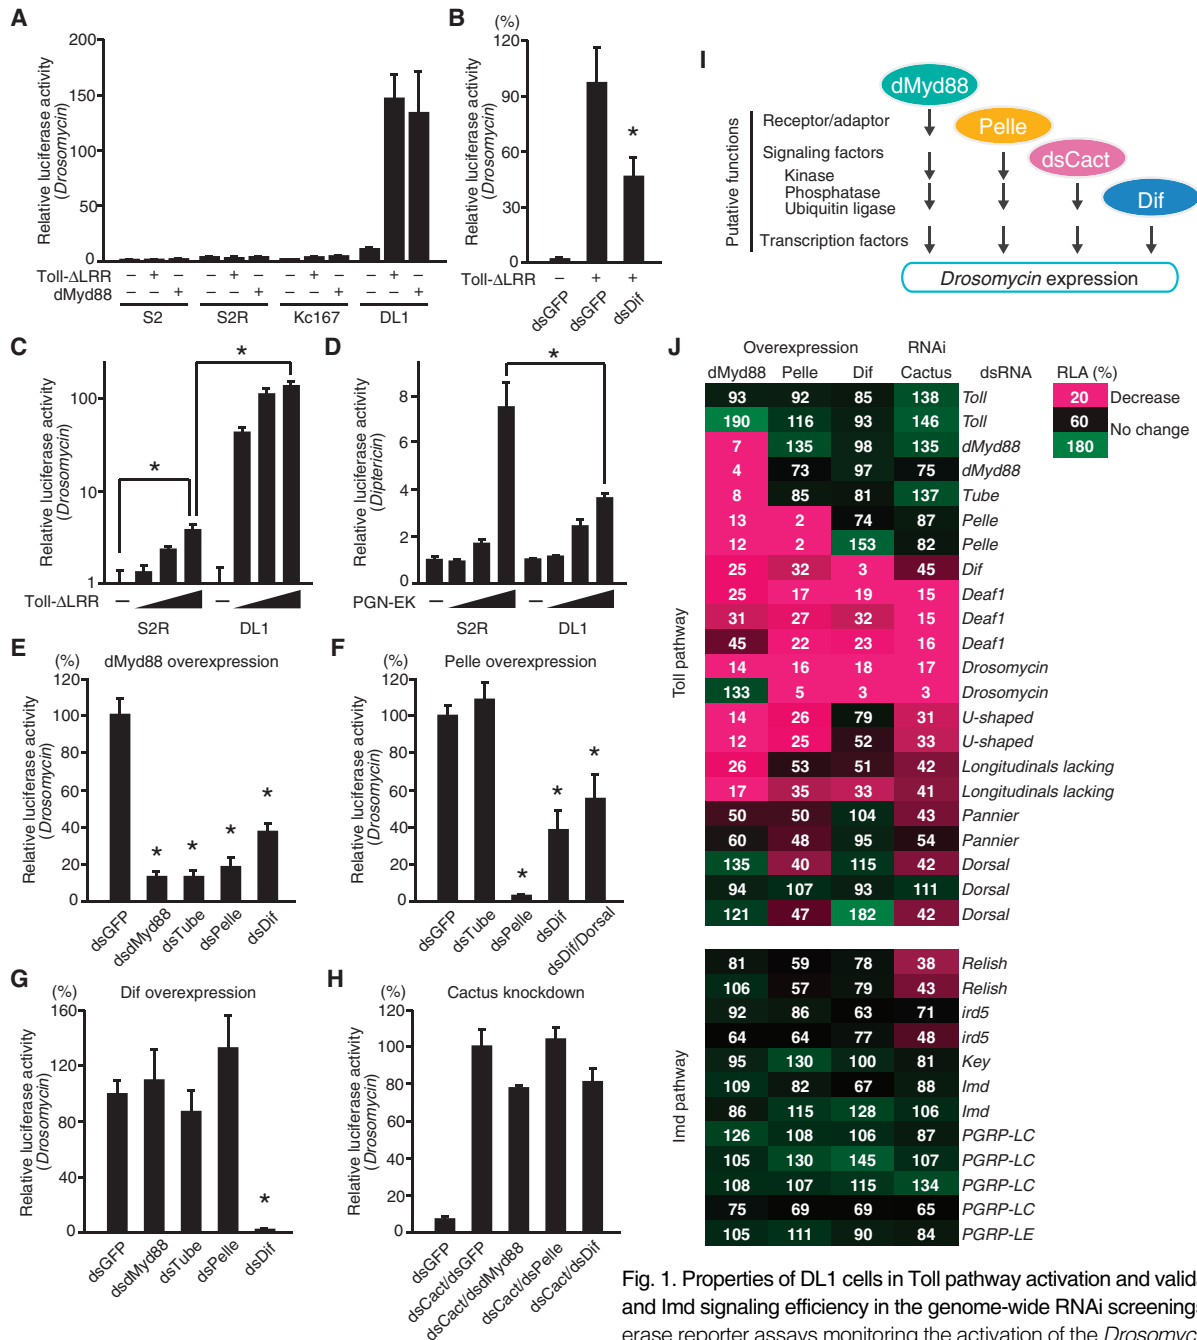 A
Relative luciferase activity
(Drosomycin)
200
150
100
50
0
Toll-ΔLRR – + – – + – – + – – + –
dMyd88 – – + – – + – – + – – +
S2 S2R Kc167 DL1
B
(%)
Relative luciferase activity
(Drosomycin)
120
90
60
30
0
*
Toll-ΔLRR – + +
dsGFP dsGFP dsDif
I
dMyd88
Pelle
dsCact
Dif
Putative functions
Receptor/adaptor
Signaling factors
Kinase
Phosphatase
Ubiquitin ligase
Transcription factors
Drosomycin expression
C
Relative luciferase activity
(Drosomycin)
100
10
1
* *
Toll-ΔLRR – –
S2R DL1
D
Relative luciferase activity
(Diptericin)
8
6
4
2
0
*
PGN-EK – –
S2R DL1
E
(%) dMyd88 overexpression
Relative luciferase activity
(Drosomycin)
120
100
80
60
40
20
0
* * * *
dsGFP dsdMyd88 dsTube dsPelle dsDif
F
(%) Pelle overexpression
Relative luciferase activity
(Drosomycin)
120
100
80
60
40
20
0
* * *
dsGFP dsTube dsPelle dsDif dsDif/Dorsal
G
(%) Dif overexpression
Relative luciferase activity
(Drosomycin)
160
120
80
40
0
*
dsGFP dsdMyd88 dsTube dsPelle dsDif
H
(%) Cactus knockdown
Relative luciferase activity
(Drosomycin)
120
100
80
60
40
20
0
dsGFP dsCact/dsGFP dsCact/dsdMyd88 dsCact/dsPelle dsCact/dsDif
J
Overexpression RNAi
dMyd88 Pelle Dif Cactus dsRNA RLA (%)
20 Decrease
60 No change
180
Toll pathway
93 92 85 138 Toll
190 116 93 146 Toll
7 135 98 135 dMyd88
4 73 97 75 dMyd88
8 85 81 137 Tube
13 2 74 87 Pelle
12 2 153 82 Pelle
25 32 3 45 Dif
25 17 19 15 Deaf1
31 27 32 15 Deaf1
45 22 23 16 Deaf1
14 16 18 17 Drosomycin
133 5 3 3 Drosomycin
14 26 79 31 U-shaped
12 25 52 33 U-shaped
26 53 51 42 Longitudinals lacking
17 35 33 41 Longitudinals lacking
50 50 104 43 Pannier
60 48 95 54 Pannier
135 40 115 42 Dorsal
94 107 93 111 Dorsal
121 47 182 42 Dorsal
Imd pathway
81 59 78 38 Relish
106 57 79 43 Relish
92 86 63 71 ird5
64 64 77 48 ird5
95 130 100 81 Key
109 82 67 88 Imd
86 115 128 106 Imd
126 108 106 87 PGRP-LC
105 130 145 107 PGRP-LC
108 107 115 134 PGRP-LC
75 69 69 65 PGRP-LC
105 111 90 84 PGRP-LE
Fig. 1. Properties of DL1 cells in Toll pathway activation and valid
and Imd signaling efficiency in the genome-wide RNAi screening
erase reporter assays monitoring the activation of the Drosomyc